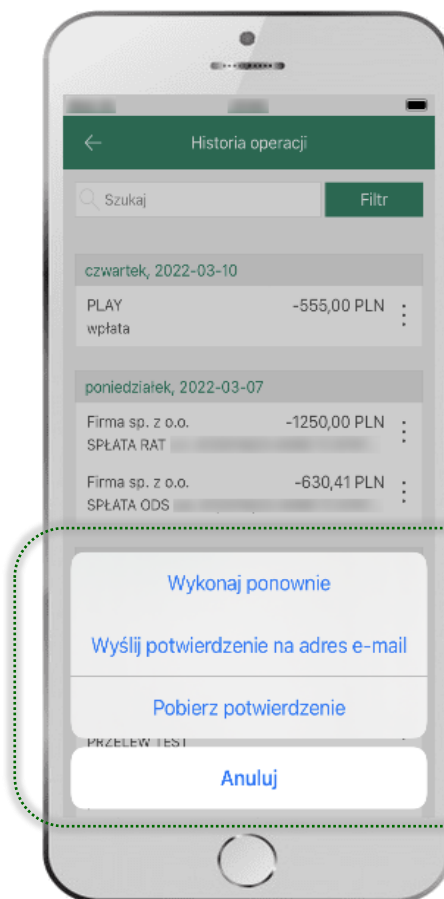 Historia operacji
Szukaj
Filtr
czwartek, 2022-03-10
PLAY -555,00 PLN
wpłata
poniedziałek, 2022-03-07
Firma sp. z o.o. -1250,00 PLN
SPŁATA RAT
Firma sp. z o.o. -630,41 PLN
SPŁATA ODS
Wykonaj ponownie
Wyślij potwierdzenie na adres e-mail
Pobierz potwierdzenie
PRZELEW TEST
Anuluj